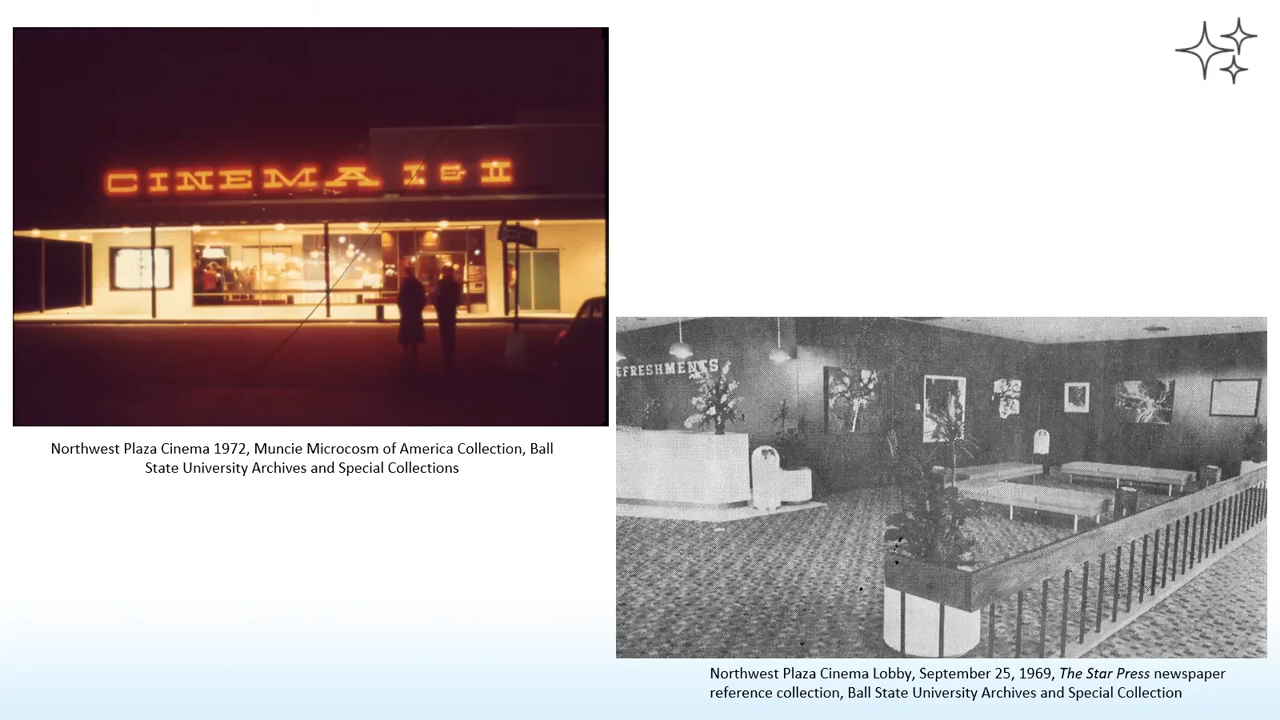 CINEMA I & II
Northwest Plaza Cinema 1972, Muncie Microcosm of America Collection, Ball
State University Archives and Special Collections
EFRESHMENTS
Northwest Plaza Cinema Lobby, September 25, 1969, The Star Press newspaper
reference collection, Ball State University Archives and Special Collection